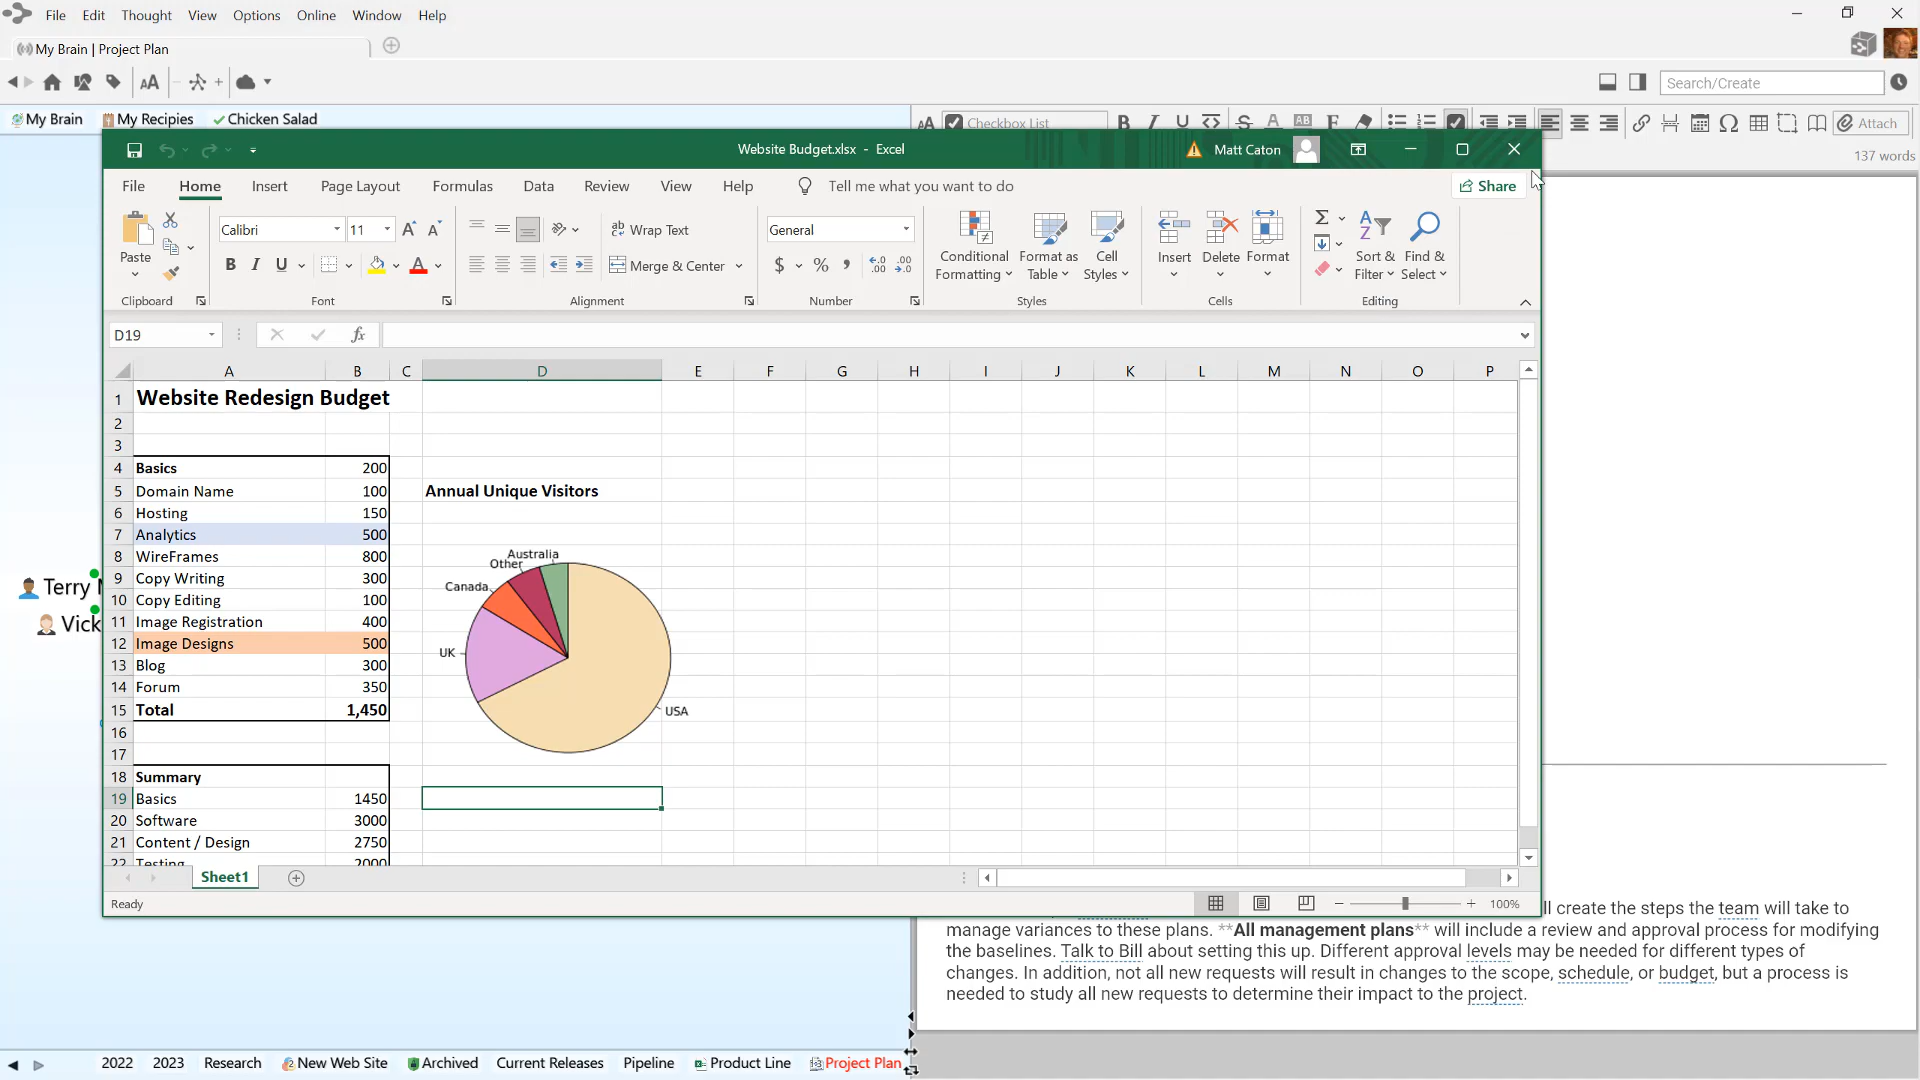 File Edit Thought View Options Online Window Help
My Brain | Project Plan
Search/Create
My Brain My Recipies Chicken Salad
Checkbox List
Attach
137 words
Website Budget.xlsx - Excel
Matt Caton
File Home Insert Page Layout Formulas Data Review View Help Tell me what you want to do Share
Calibri 11 Wrap Text General
Paste Merge & Center
Conditional Formatting Format as Table Cell Styles Insert Delete Format Sort & Filter Find & Select
Clipboard Font Alignment Number Styles Cells Editing
D19
A B C D E F G H I J K L M N O P
1 Website Redesign Budget
2
3
4 Basics 200
5 Domain Name 100 Annual Unique Visitors
6 Hosting 150
7 Analytics 500
8 WireFrames 800
9 Copy Writing 300
10 Copy Editing 100
11 Image Registration 400
12 Image Designs 500
13 Blog 300
14 Forum 350
15 Total 1,450
16
17
18 Summary
19 Basics 1450
20 Software 3000
21 Content / Design 2750
22 Testing 2000
Australia
Other
Canada
UK
USA
Terry
Vick
Sheet1
Ready
100%
ll create the steps the team will take to
manage variances to these plans. **All management plans** will include a review and approval process for modifying
the baselines. Talk to Bill about setting this up. Different approval levels may be needed for different types of
changes. In addition, not all new requests will result in changes to the scope, schedule, or budget, but a process is
needed to study all new requests to determine their impact to the project.
2022 2023 Research New Web Site Archived Current Releases Pipeline Product Line Project Plan